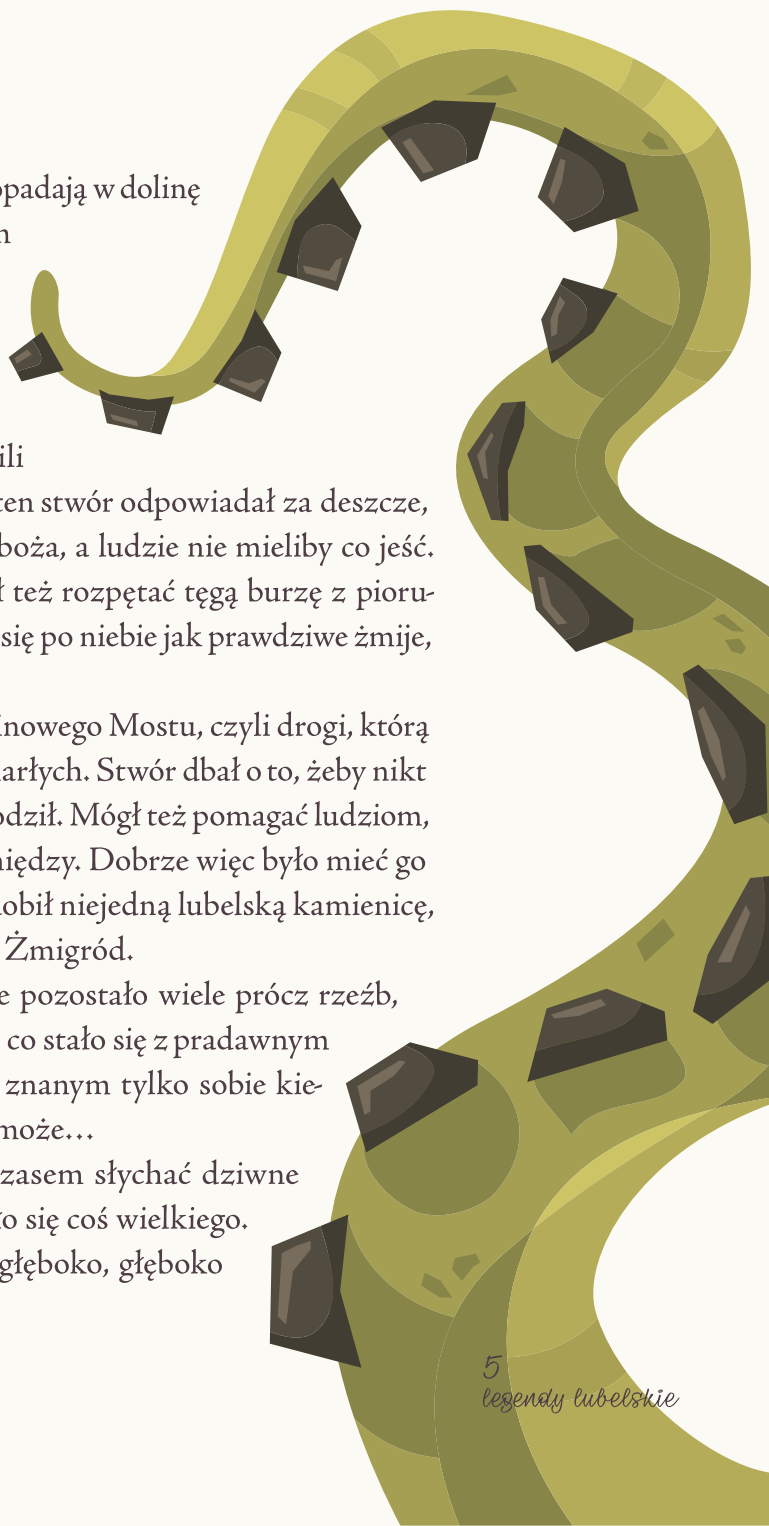 opadają w dolinę
h
ili
ten stwór odpowiadał za deszcze,
boża, a ludzie nie mieliby co jeść.
ł też rozpętać tęgą burzę z pioru-
się po niebie jak prawdziwe żmije,
inowego Mostu, czyli drogi, którą
arłych. Stwór dbał o to, żeby nikt
odził. Mógł też pomagać ludziom,
iędzy. Dobrze więc było mieć go
obił niejedną lubelską kamienicę,
Żmigród.
e pozostało wiele prócz rzeźb,
co stało się z pradawnym
znanym tylko sobie kie-
może...
zasem słychać dziwne
o się coś wielkiego.
głęboko, głęboko
5
legendy lubelskie